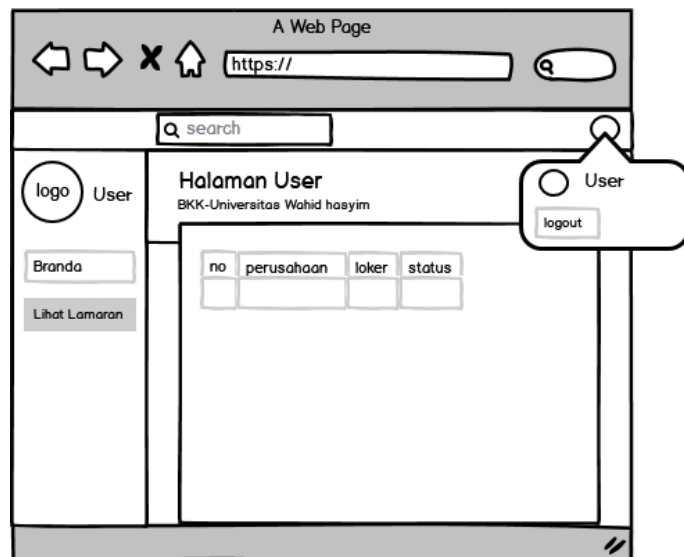 A Web Page
https://
search
logo
User
Halaman User
BKK-Universitas Wahid hasyim
User
logout
Branda
Lihat Lamaran
no perusahaan loker status